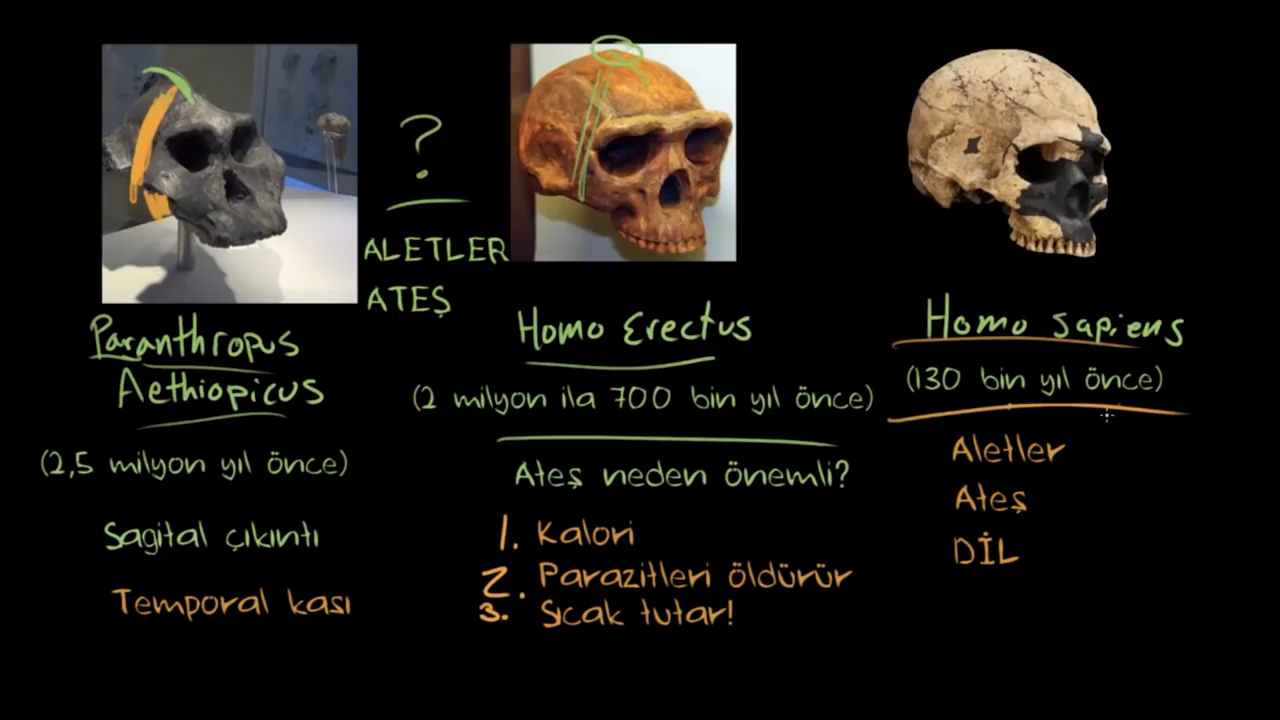 Paranthropus
Aethiopicus
(2,5 milyon yıl önce)
Sagital çıkıntı
Temporal kası
?
ALETLER
ATEŞ
Homo Erectus
(2 milyon ila 700 bin yıl önce)
Ateş neden önemli?
1. Kalori
2. Parazitleri öldürür
3. Sıcak tutar!
Homo sapiens
(130 bin yıl önce)
Aletler
Ateş
DİL